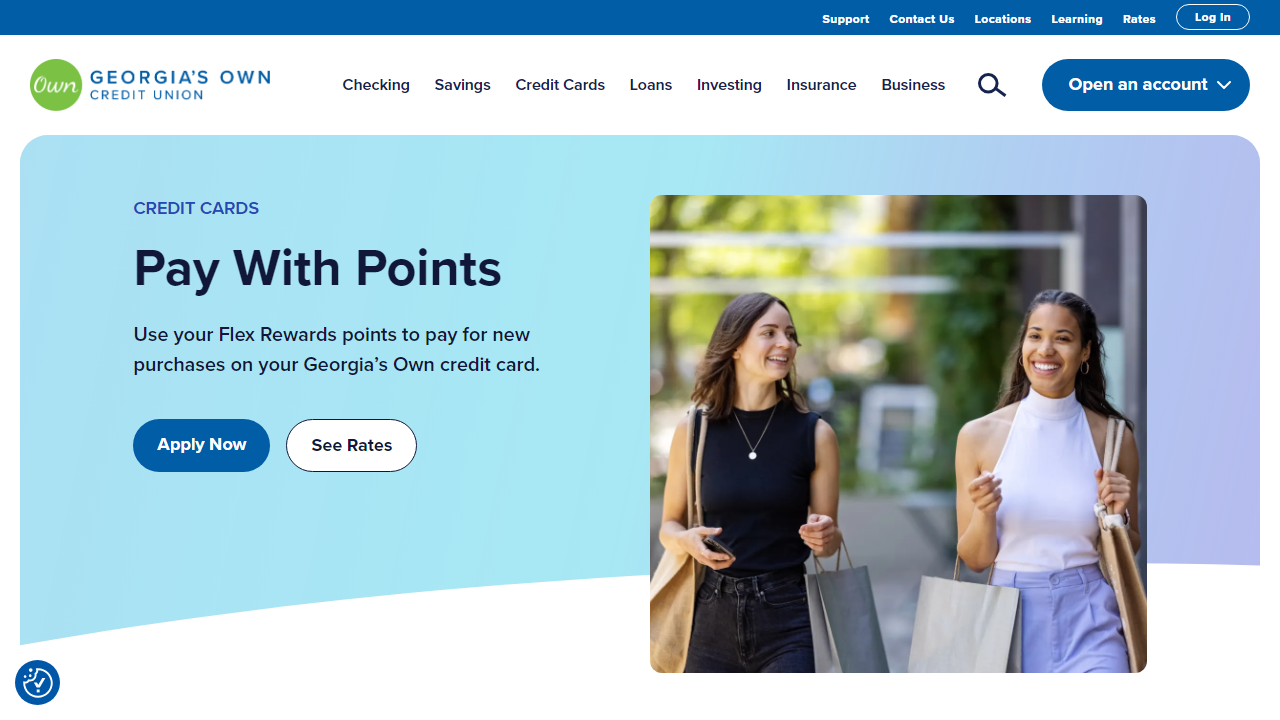 Support Contact Us Locations Learning Rates Log In
Own GEORGIA'S OWN
CREDIT UNION
Checking Savings Credit Cards Loans Investing Insurance Business Open an account
CREDIT CARDS
Pay With Points
Use your Flex Rewards points to pay for new
purchases on your Georgia’s Own credit card.
Apply Now See Rates